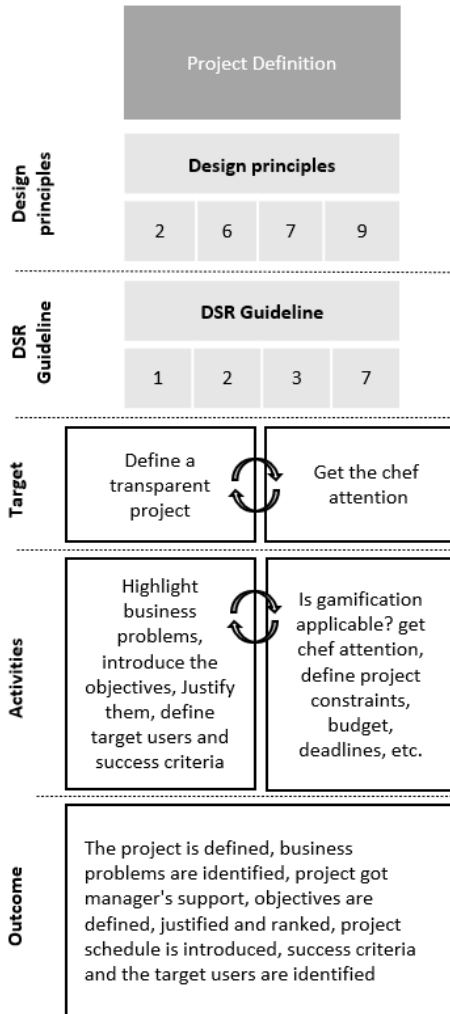 Project Definition
Design
principles
Design principles
2 6 7 9
DSR
Guideline
DSR Guideline
1 2 3 7
Target
Define a
transparent
project
Get the chef
attention
Activities
Highlight
business
problems,
introduce the
objectives, Justify
them, define
target users and
success criteria
Is gamification
applicable? get
chef attention,
define project
constraints,
budget,
deadlines, etc.
Outcome
The project is defined, business
problems are identified, project got
manager's support, objectives are
defined, justified and ranked, project
schedule is introduced, success criteria
and the target users are identified